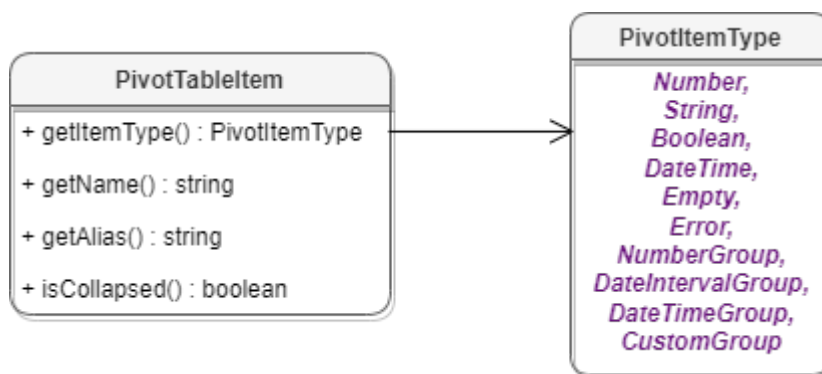 PivotTableItem
+ getItemType() : PivotItemType
+ getName() : string
+ getAlias() : string
+ isCollapsed() : boolean
PivotItemType
Number,
String,
Boolean,
DateTime,
Empty,
Error,
NumberGroup,
DateIntervalGroup,
DateTimeGroup,
CustomGroup